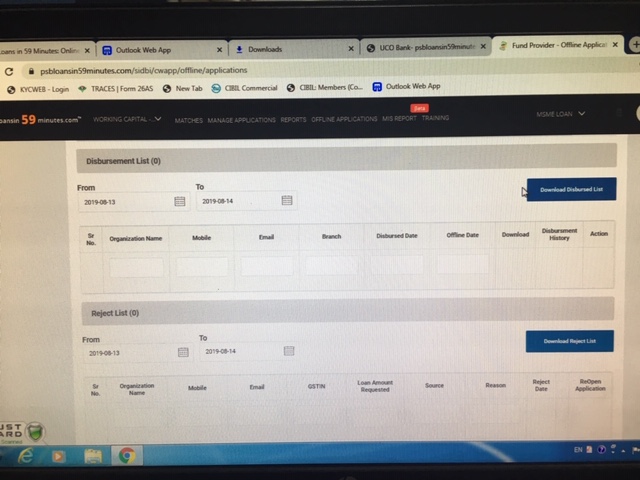 oans in 59 Minutes: Onlin
Outlook Web App
Downloads
UCO Bank- psbloansin59minute
Fund Provider - Offline Applicat
psbloansin59minutes.com/sidbi/cwapp/offline/applications
KYCWEB - Login
TRACES | Form 26AS
New Tab
CIBIL Commercial
CIBIL: Members (Co...
Outlook Web App
oansin 59 minutes.com™
WORKING CAPITAL -...
MATCHES
MANAGE APPLICATIONS
REPORTS
OFFLINE APPLICATIONS
Beta
MIS REPORT
TRAINING
MSME LOAN
Disbursement List (0)
From
To
2019-08-13
2019-08-14
Download Disbursed List
Sr No.
Organization Name
Mobile
Email
Branch
Disbursed Date
Offline Date
Download
Disbursment History
Action
Reject List (0)
From
To
2019-08-13
2019-08-14
Download Reject List
Sr No.
Organization Name
Mobile
Email
GSTIN
Loan Amount Requested
Source
Reason
Reject Date
ReOpen Application
UST
ARD
EN